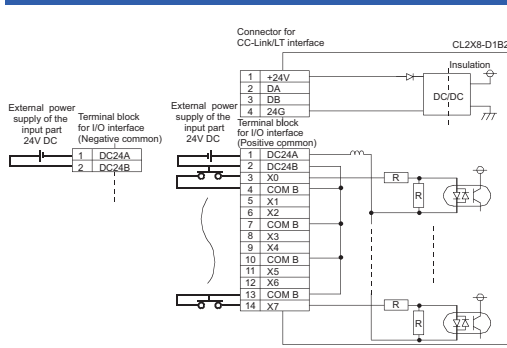 Connector for
CC-Link/LT interface
CL2X8-D1B2
Insulation
1 +24V
2 DA
3 DB
4 24G
DC/DC
External power
supply of the
input part
24V DC
Terminal block
for I/O interface
(Negative common)
1 DC24A
2 DC24B
External power
supply of the
input part
24V DC
Terminal block
for I/O interface
(Positive common)
1 DC24A
2 DC24B
3 X0
4 COM B
5 X1
6 X2
7 COM B
8 X3
9 X4
10 COM B
11 X5
12 X6
13 COM B
14 X7
R
R
R
R